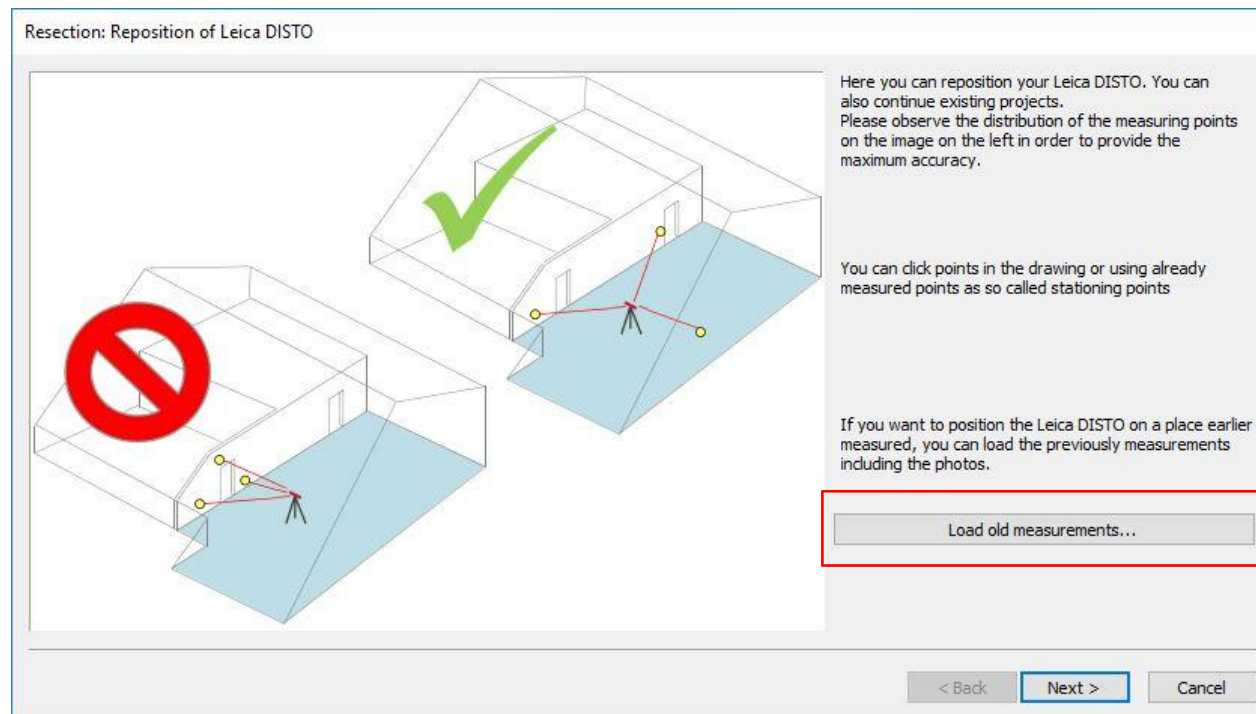 Resection: Reposition of Leica DISTO
Here you can reposition your Leica DISTO. You can
also continue existing projects.
Please observe the distribution of the measuring points
on the image on the left in order to provide the
maximum accuracy.
You can click points in the drawing or using already
measured points as so called stationing points
If you want to position the Leica DISTO on a place earlier
measured, you can load the previously measurements
including the photos.
Load old measurements...
< Back
Next >
Cancel